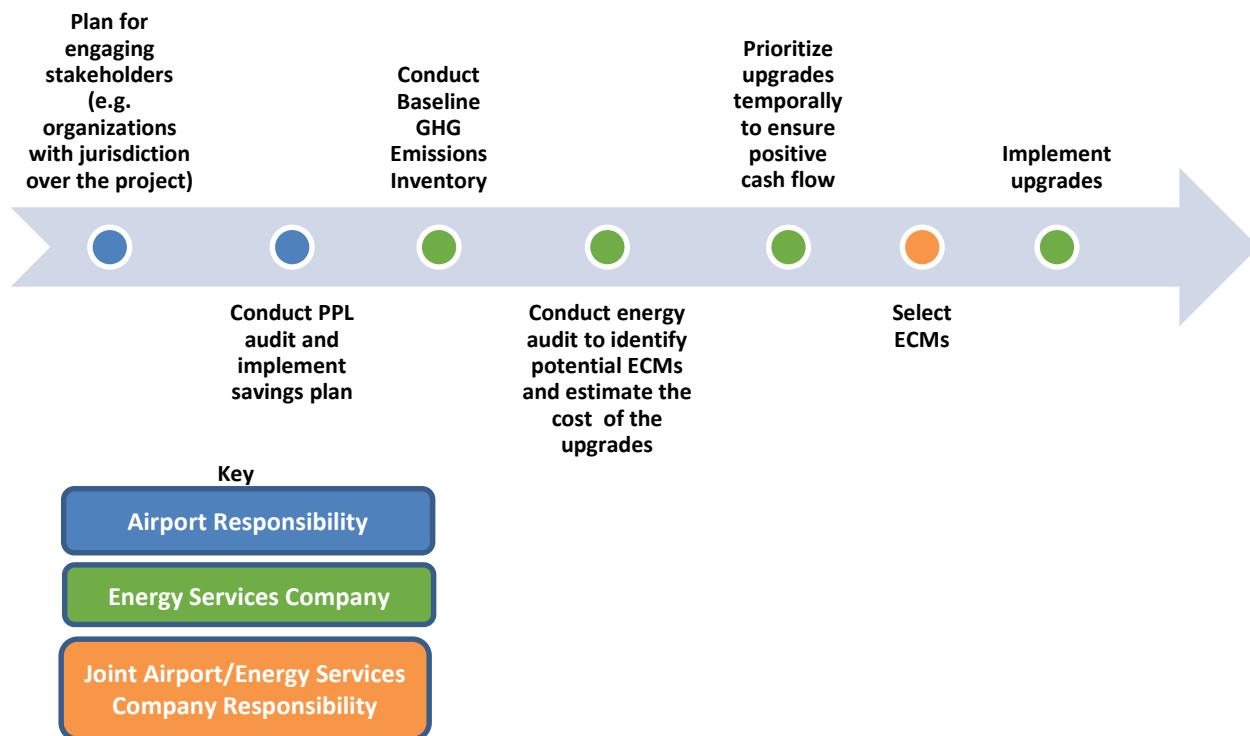 Plan for
engaging
stakeholders
(e.g.
organizations
with jurisdiction
over the project)
Conduct PPL
audit and
implement
savings plan
Conduct
Baseline
GHG
Emissions
Inventory
Conduct energy
audit to identify
potential ECMs
and estimate the
cost of the
upgrades
Prioritize
upgrades
temporally
to ensure
positive
cash flow
Select
ECMs
Implement
upgrades
Key
Airport Responsibility
Energy Services Company
Joint Airport/Energy Services
Company Responsibility